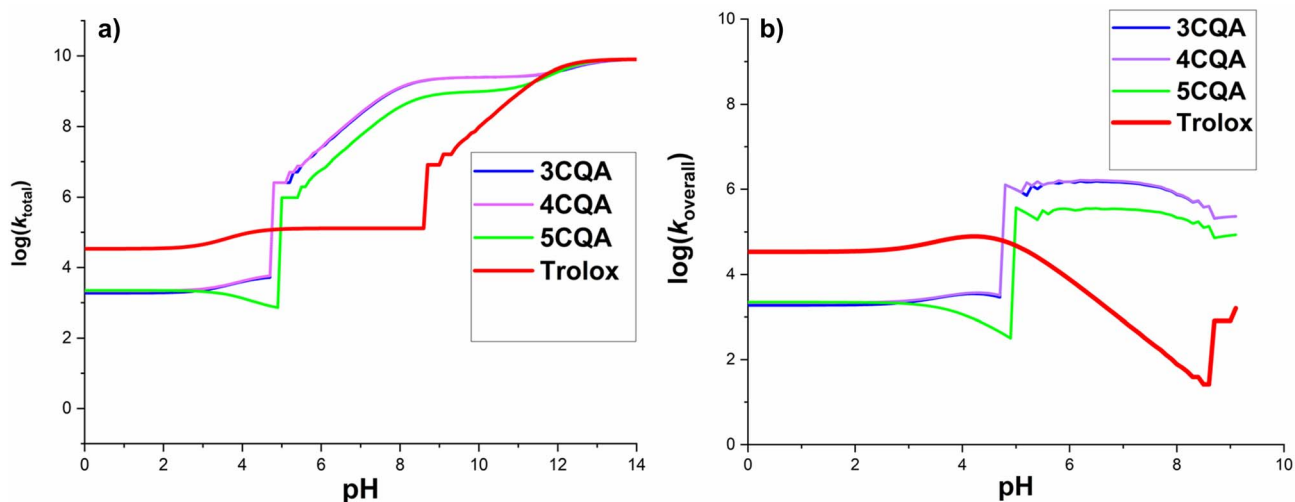 a)
10
8
6
4
2
0
log(k_total)
0 2 4 6 8 10 12 14
pH
3CQA
4CQA
5CQA
Trolox
b)
10
8
6
4
2
0
log(k_overall)
0 2 4 6 8 10
pH
3CQA
4CQA
5CQA
Trolox